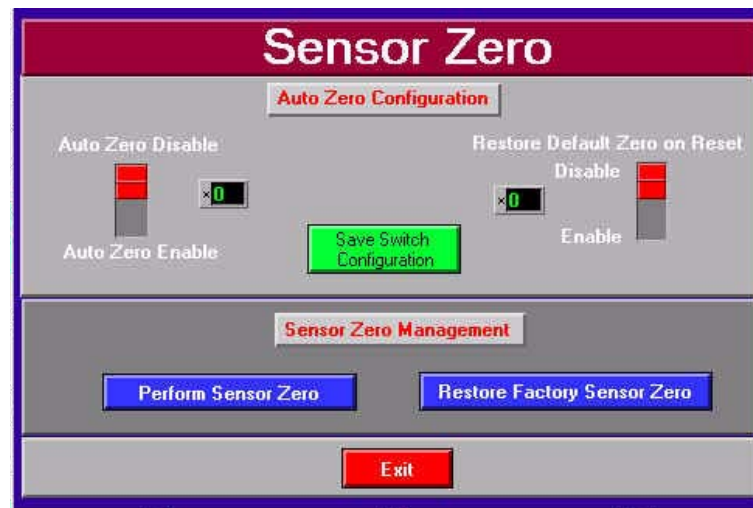 Sensor Zero
Auto Zero Configuration
Auto Zero Disable
×0
Auto Zero Enable
Restore Default Zero on Reset
Disable
×0
Enable
Save Switch
Configuration
Sensor Zero Management
Perform Sensor Zero
Restore Factory Sensor Zero
Exit